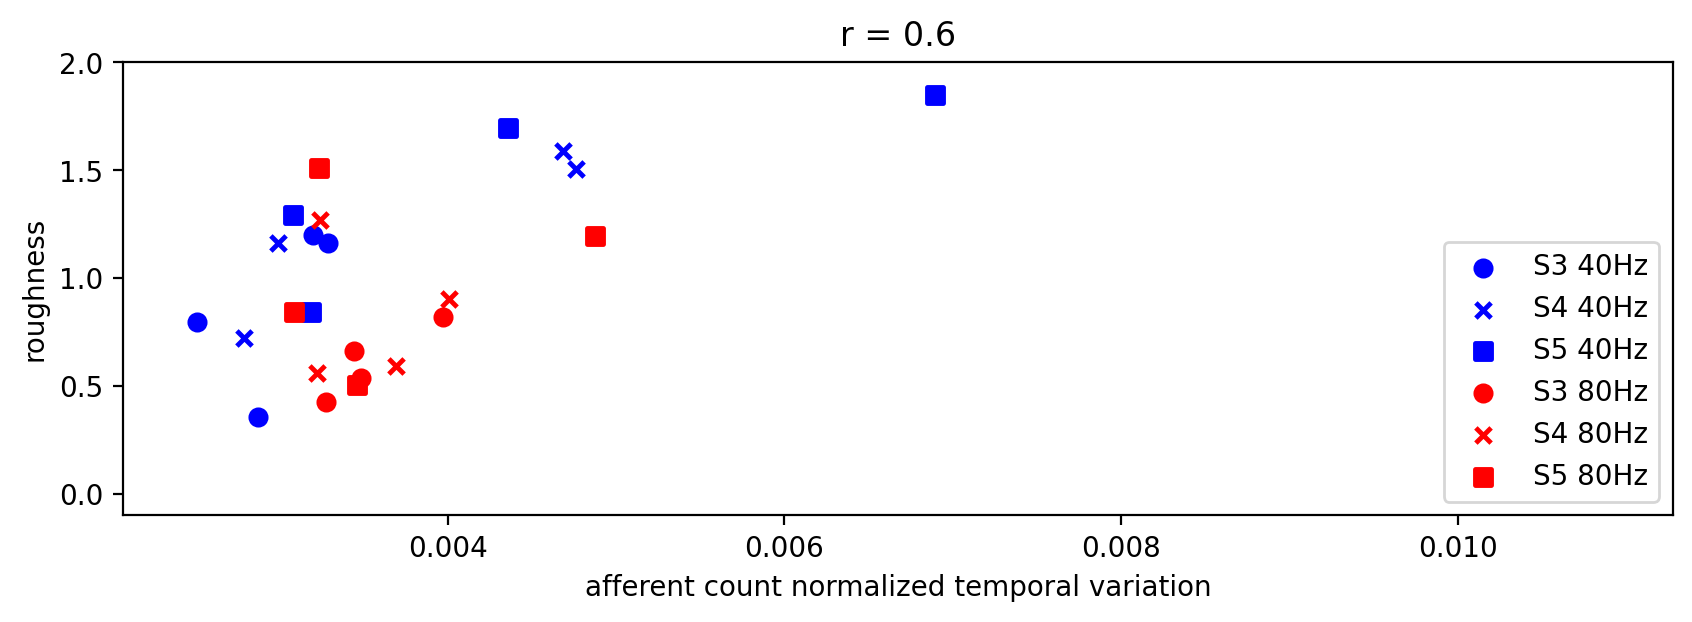 r = 0.6
2.0
1.5
1.0
0.5
0.0
roughness
0.004
0.006
0.008
0.010
afferent count normalized temporal variation
S3 40Hz
S4 40Hz
S5 40Hz
S3 80Hz
S4 80Hz
S5 80Hz